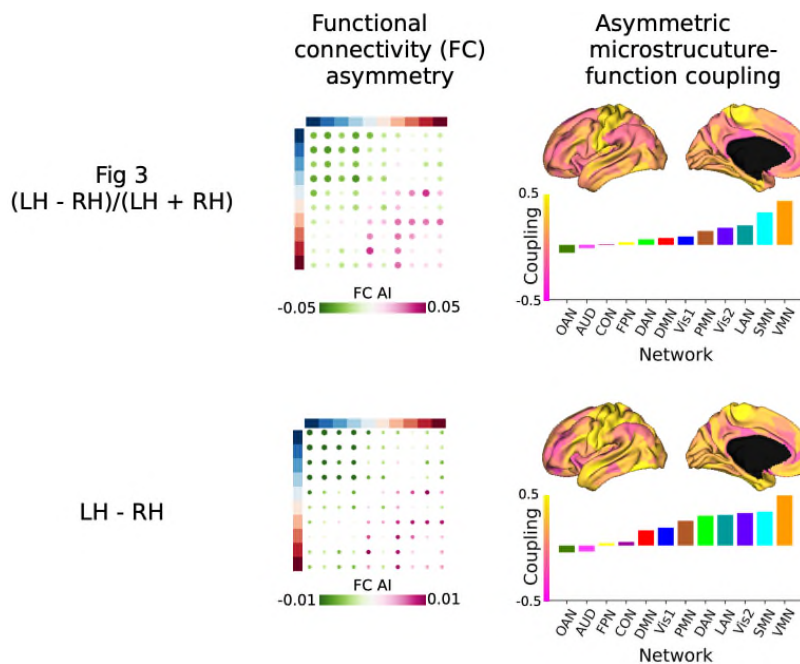 Functional
connectivity (FC)
asymmetry
Asymmetric
microstrucuture-
function coupling
Fig 3
(LH - RH)/(LH + RH)
FC AI
-0.05 0.05
0.5
Coupling
-0.5
OAN AUD CON FPN DAN DMN Vis1 PMN Vis2 LAN SMN VMN
Network
LH - RH
FC AI
-0.01 0.01
0.5
Coupling
-0.5
OAN AUD FPN CON DMN Vis1 PMN DAN LAN Vis2 SMN VMN
Network